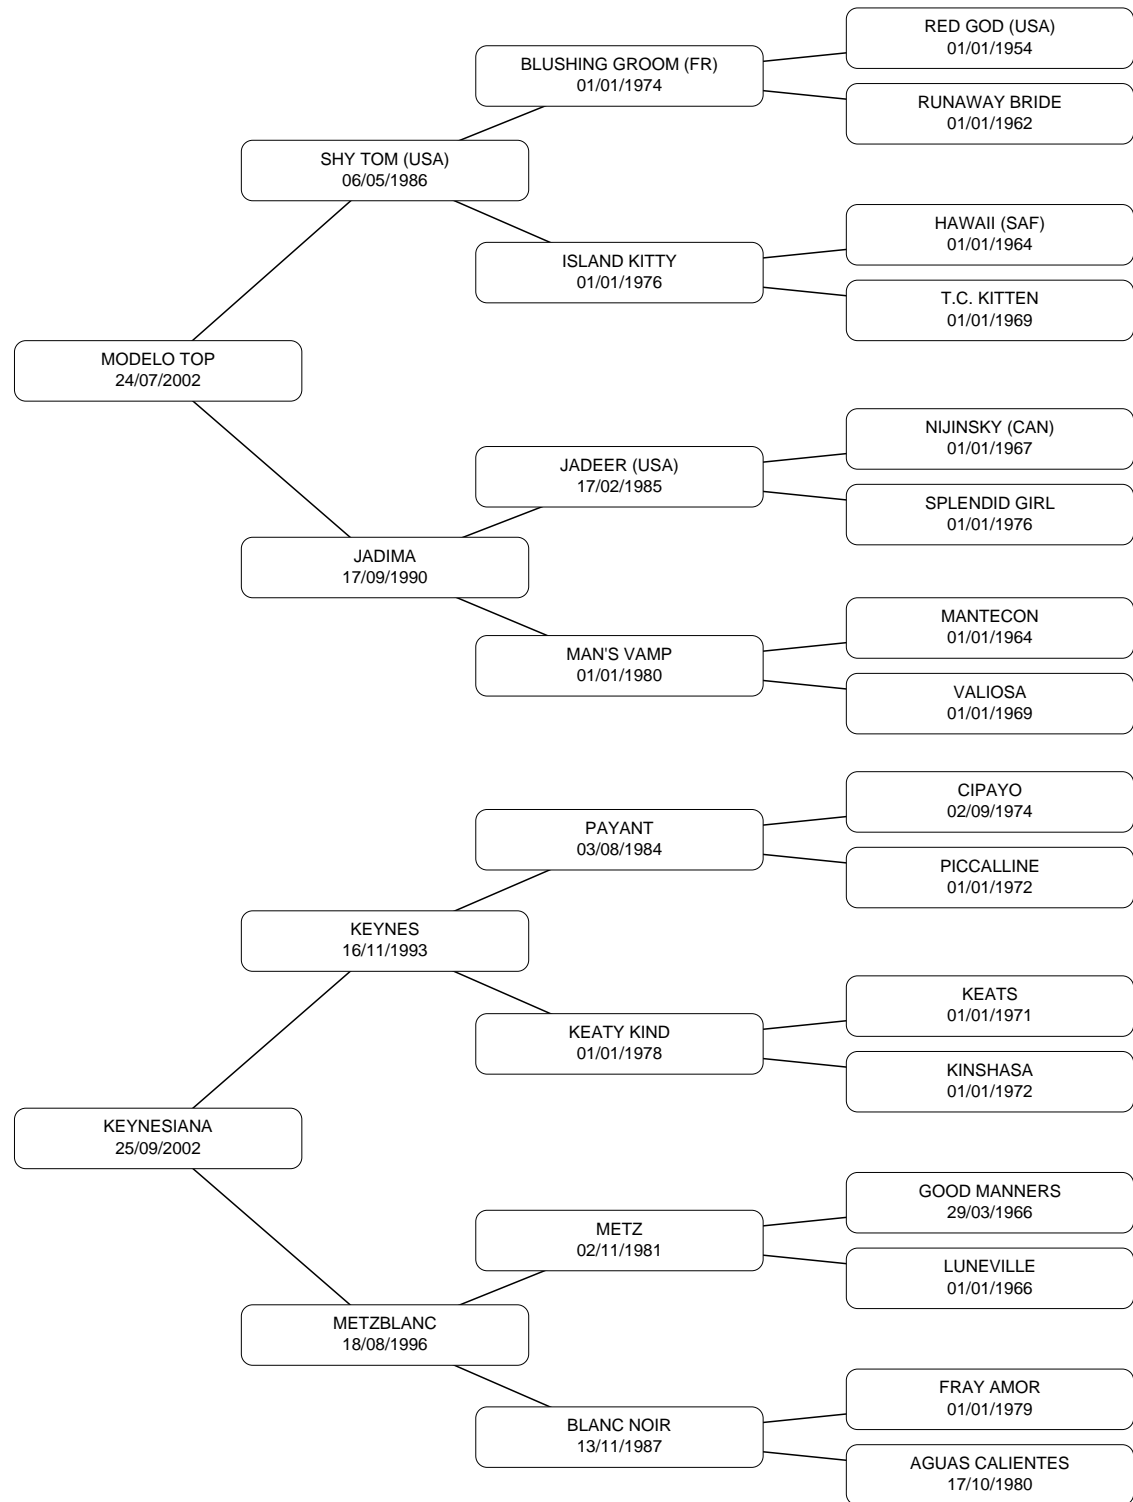 RED GOD (USA)
01/01/1954
BLUSHING GROOM (FR)
01/01/1974
RUNAWAY BRIDE
01/01/1962
SHY TOM (USA)
06/05/1986
HAWAII (SAF)
01/01/1964
ISLAND KITTY
01/01/1976
T.C. KITTEN
01/01/1969
MODELO TOP
24/07/2002
NIJINSKY (CAN)
01/01/1967
JADEER (USA)
17/02/1985
SPLENDID GIRL
01/01/1976
JADIMA
17/09/1990
MANTECON
01/01/1964
MAN'S VAMP
01/01/1980
VALIOSA
01/01/1969
CIPAYO
02/09/1974
PAYANT
03/08/1984
PICCALLINE
01/01/1972
KEYNES
16/11/1993
KEATS
01/01/1971
KEATY KIND
01/01/1978
KINSHASA
01/01/1972
KEYNESIANA
25/09/2002
GOOD MANNERS
29/03/1966
METZ
02/11/1981
LUNEVILLE
01/01/1966
METZBLANC
18/08/1996
FRAY AMOR
01/01/1979
BLANC NOIR
13/11/1987
AGUAS CALIENTES
17/10/1980